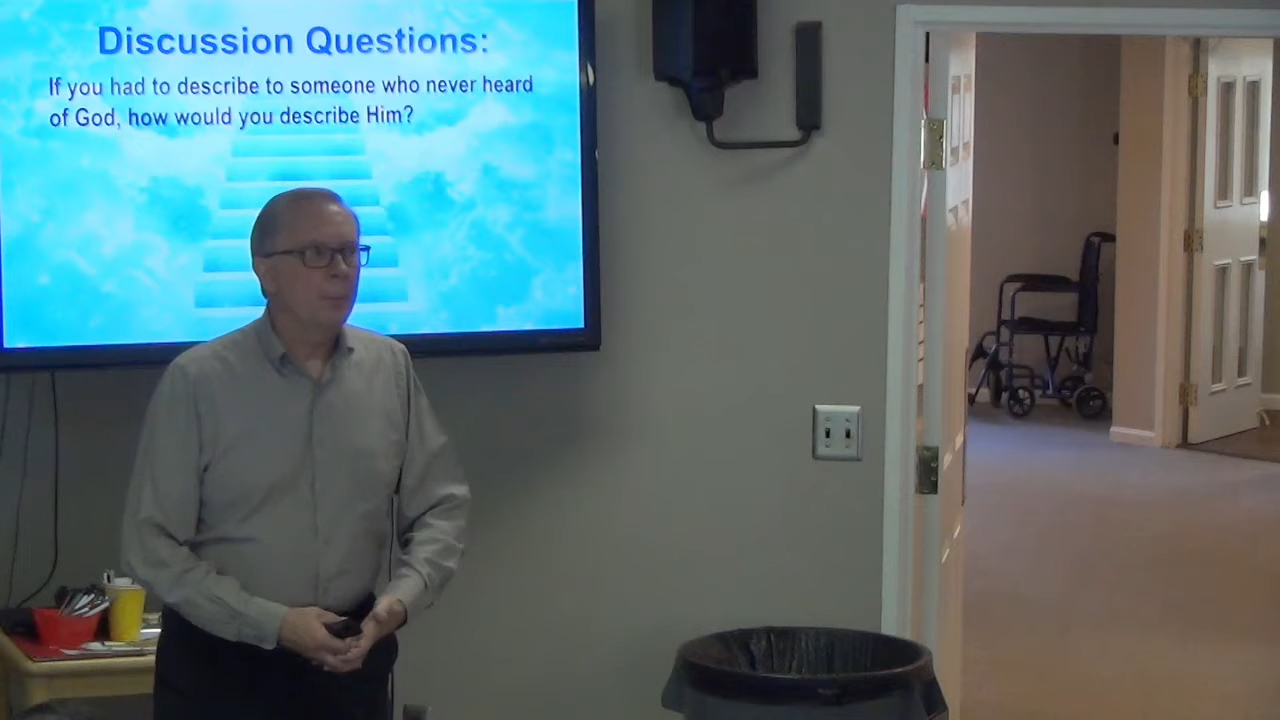 Discussion Questions:
If you had to describe to someone who never heard
of God, how would you describe Him?